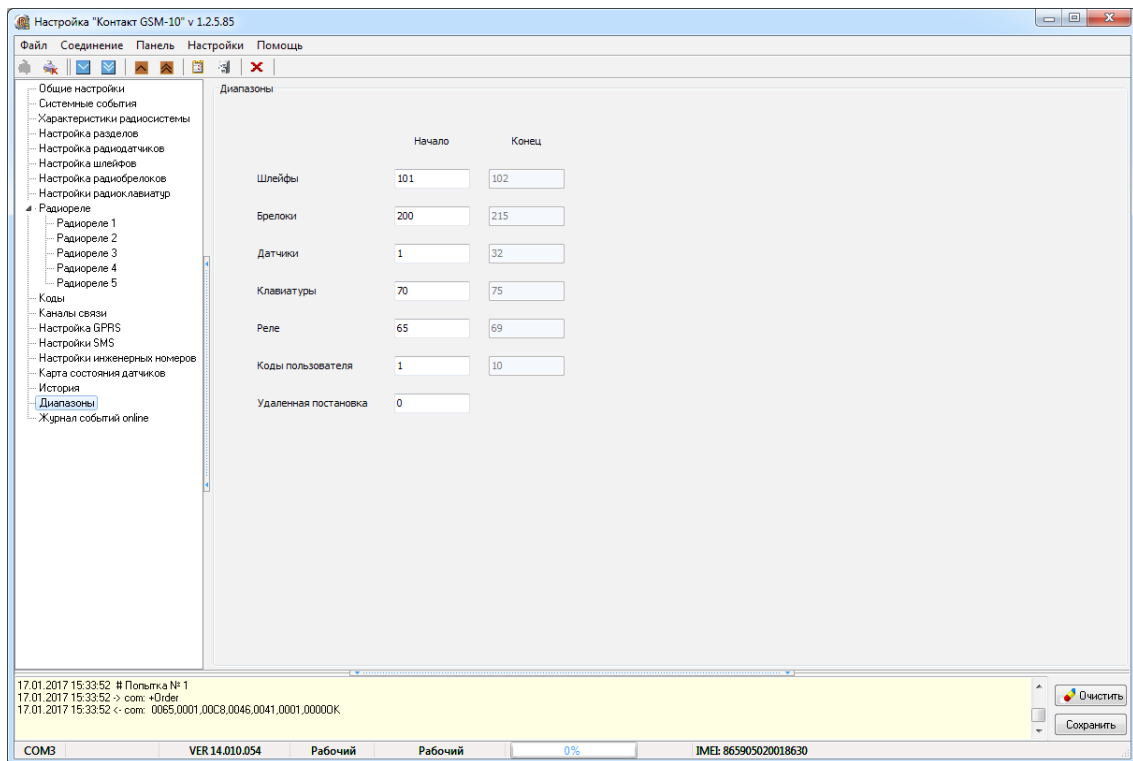 Настройка "Контакт GSM-10" v 1.2.5.85
Файл Соединение Панель Настройки Помощь
Общие настройки
Системные события
Характеристики радиосистемы
Настройка разделов
Настройка радиодатчиков
Настройка шлейфов
Настройка радиобрелоков
Настройки радиоклавиатур
Радиореле
Радиореле 1
Радиореле 2
Радиореле 3
Радиореле 4
Радиореле 5
Коды
Каналы связи
Настройка GPRS
Настройки SMS
Настройки инженерных номеров
Карта состояния датчиков
История
Диапазоны
Журнал событий online
Диапазоны
Начало Конец
Шлейфы 101 102
Брелоки 200 215
Датчики 1 32
Клавиатуры 70 75
Реле 65 69
Коды пользователя 1 10
Удаленная постановка 0
17.01.2017 15:33:52 # Попытка № 1
17.01.2017 15:33:52 -> com: +Order
17.01.2017 15:33:52 <- com: 0065,0001,00C8,0046,0041,0001,0000OK
Очистить
Сохранить
COM3 VER 14.010.054 Рабочий Рабочий 0% IMEI: 865905020018630